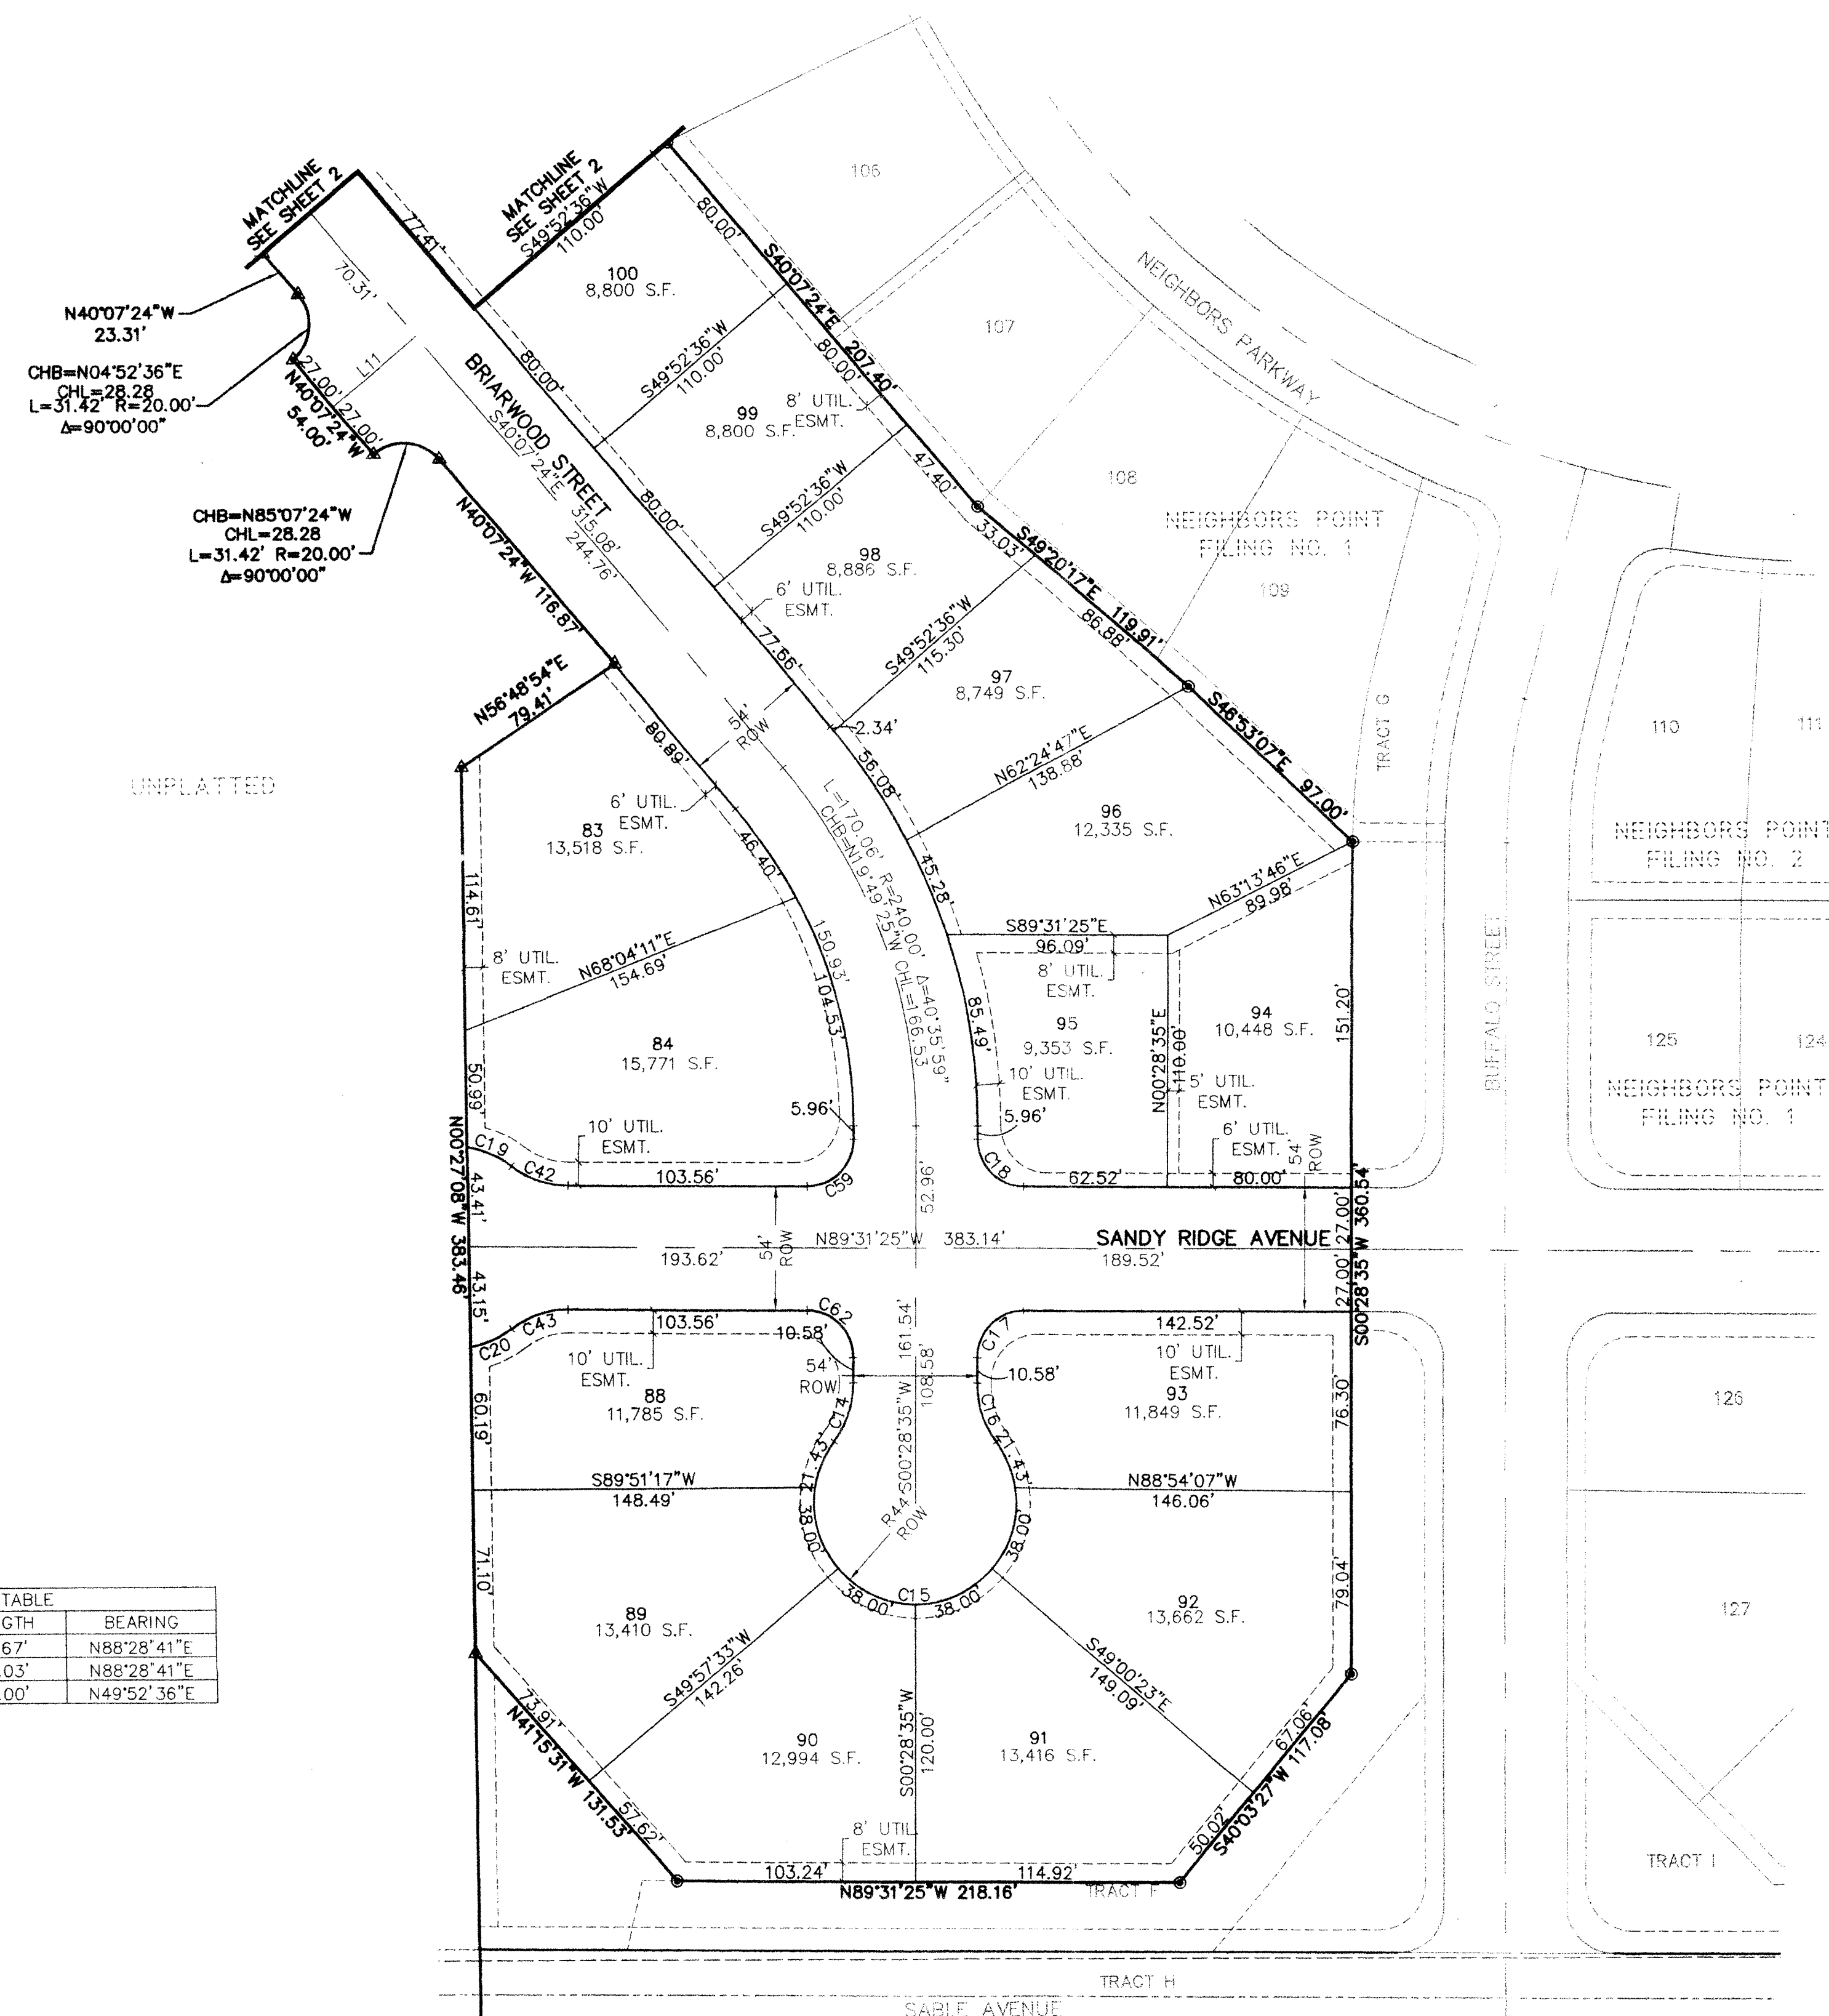 106
MATCHLINE
SEE SHEET 2
MATCHLINE
SEE SHEET 2
S49°52'36"W
110.00'
77.41'
80.00'
S40°07'24"E 207.40'
NEIGHBORS PARKWAY
70.31'
100
8,800 S.F.
N40°07'24"W
23.31'
107
80.00'
S49°52'36"W
110.00'
80.00'
L11
CHB=N04°52'36"E
CHL=28.28
L=31.42' R=20.00'
Δ=90°00'00"
27.00'
27.00'
N40°07'24"W
54.00'
BRIARWOOD STREET
S40°07'24"E
315.08'
244.76'
8' UTIL.
ESMT.
99
8,800 S.F.
47.40'
108
CHB=N85°07'24"W
CHL=28.28
L=31.42' R=20.00'
Δ=90°00'00"
N40°07'24"W 116.87'
80.00'
S49°52'36"W
110.00'
NEIGHBORS POINT
FILING NO. 1
33.03'
S49°20'17"E 119.91'
98
8,886 S.F.
6' UTIL.
ESMT.
109
86.88'
77.66'
S49°52'36"W
115.30'
N56°48'54"E
79.41'
97
8,749 S.F.
S46°53'07"E 97.00'
TRACT G
110
111
54'
ROW
2.34'
80.89'
UNPLATTED
56.08'
N62°24'47"E
138.88'
6' UTIL.
ESMT.
83
13,518 S.F.
96
12,335 S.F.
NEIGHBORS POINT
FILING NO. 2
46.40'
L=170.06' R=240.00' Δ=40°35'59"
CHB=N19°49'25"W CHL=166.53
45.28'
N63°13'46"E
89.98'
114.61'
S89°31'25"E
96.09'
150.93'
8' UTIL.
ESMT.
N68°04'11"E
154.69'
8' UTIL.
ESMT.
BUFFALO STREET
104.53'
85.49'
95
9,353 S.F.
94
10,448 S.F.
151.20'
125
124
84
15,771 S.F.
N00°28'35"E
110.00'
10' UTIL.
ESMT.
5' UTIL.
ESMT.
NEIGHBORS POINT
FILING NO. 1
50.99'
5.96'
5.96'
10' UTIL.
ESMT.
6' UTIL.
ESMT.
54'
ROW
C19
C42
103.56'
C59
C18
62.52'
80.00'
N00°27'08"W 383.46'
43.41'
52.96'
27.00'
S00°28'35"W 360.54'
54'
ROW
N89°31'25"W 383.14'
SANDY RIDGE AVENUE
193.62'
189.52'
43.15'
27.00'
C20
C43
103.56'
C62
C17
142.52'
10.58'
10' UTIL.
ESMT.
54'
ROW
S00°28'35"W 161.54'
108.58'
10.58'
10' UTIL.
ESMT.
88
11,785 S.F.
93
11,849 S.F.
76.30'
126
60.19'
C14
C16
21.43'
21.43'
S89°51'17"W
148.49'
N88°54'07"W
146.06'
38.00'
R44'
ROW
38.00'
71.10'
79.04'
TABLE
GTH BEARING
67' N88°28'41"E
.03' N88°28'41"E
.00' N49°52'36"E
C15
38.00'
38.00'
89
13,410 S.F.
92
13,662 S.F.
127
S49°57'33"W
142.26'
S49°00'23"E
149.09'
73.91'
N41°15'31"W 131.53'
67.06'
S40°03'27"W 117.08'
90
12,994 S.F.
S00°28'35"W
120.00'
91
13,416 S.F.
57.62'
50.02'
8' UTIL
ESMT.
TRACT I
103.24'
114.92'
N89°31'25"W 218.16'
TRACT F
TRACT H
SABLE AVENUE